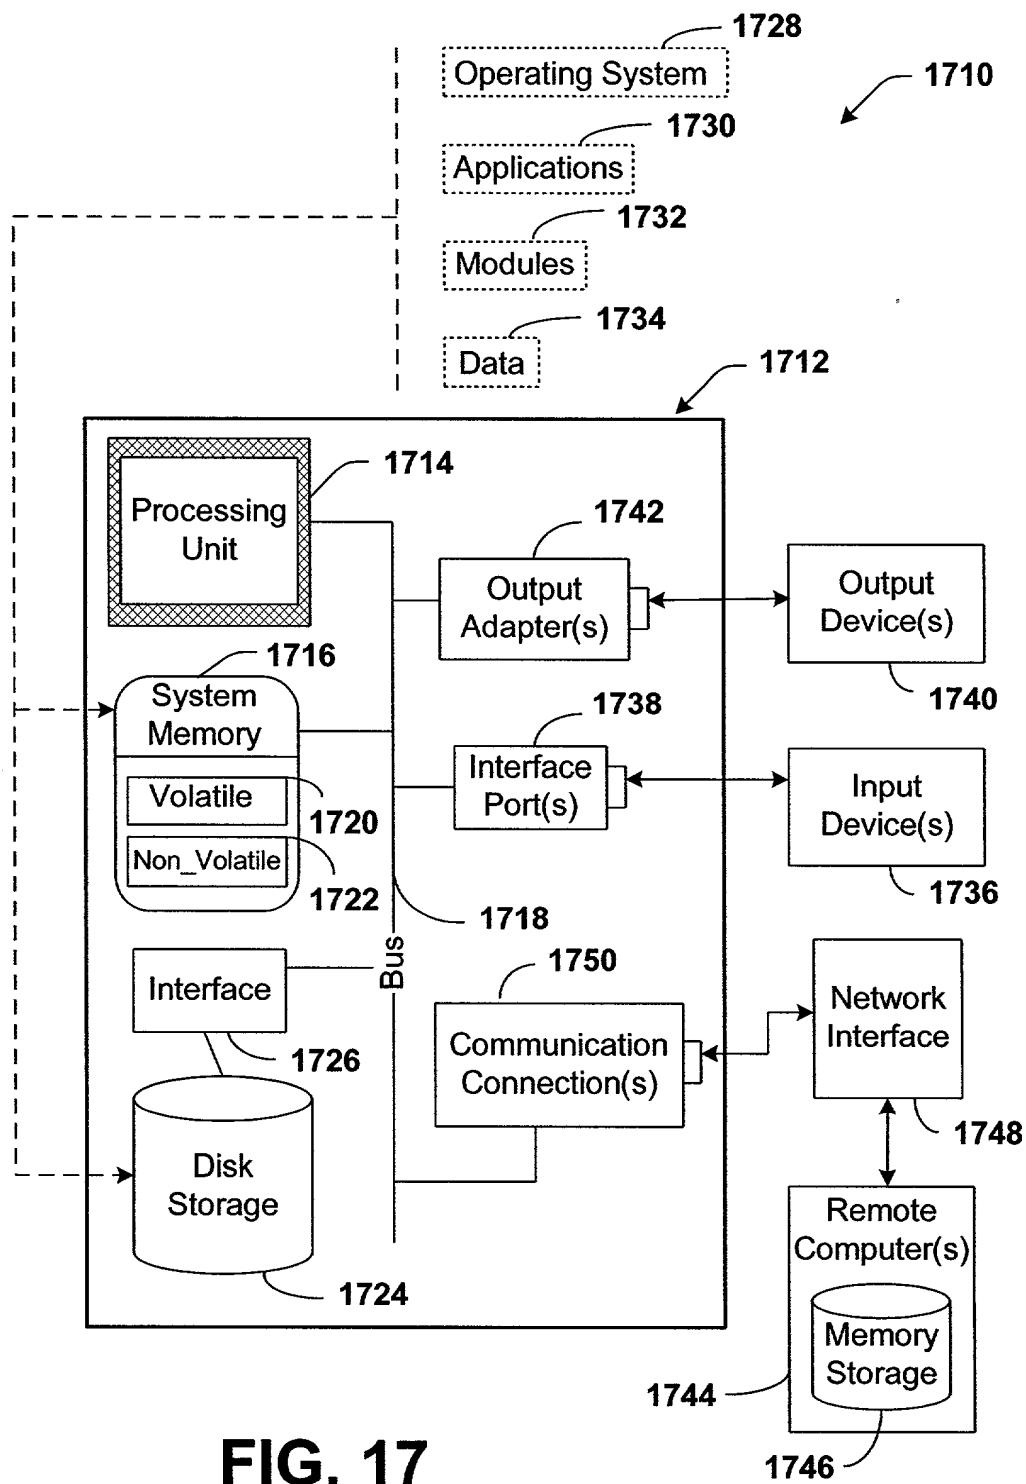 1728
Operating System
1710
1730
Applications
1732
Modules
1734
Data
1712
1714
Processing
Unit
1742
Output
Adapter(s)
Output
Device(s)
1740
1716
System
Memory
Volatile
1720
Non_Volatile
1722
1738
Interface
Port(s)
Input
Device(s)
1736
1718
Bus
Interface
1726
1750
Communication
Connection(s)
Network
Interface
1748
Disk
Storage
1724
Remote
Computer(s)
Memory
Storage
1744
1746
FIG. 17